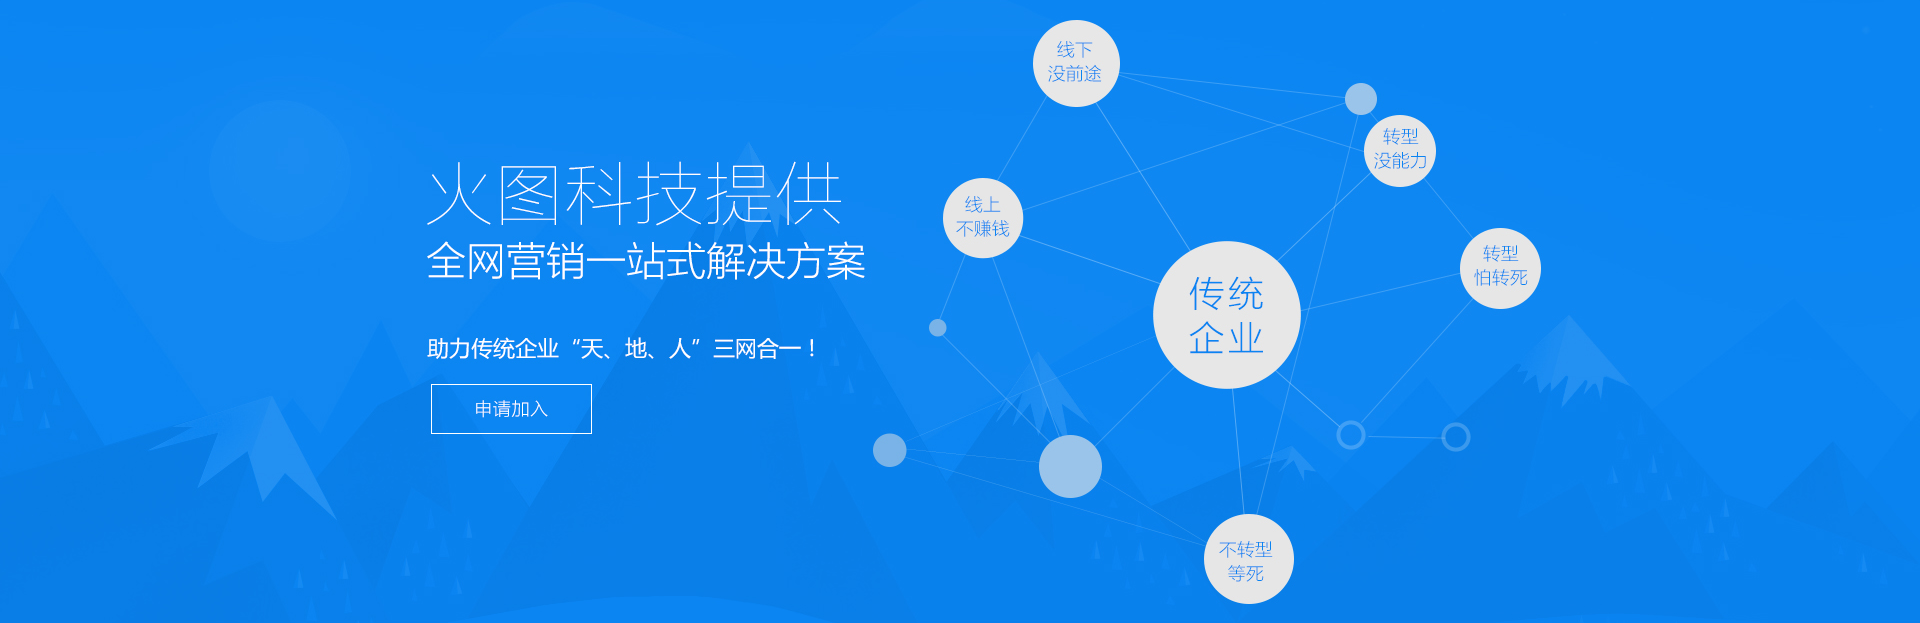 火图科技提供
全网营销一站式解决方案
助力传统企业“天、地、人”三网合一！
申请加入
线下
没前途
转型
没能力
线上
不赚钱
转型
怕转死
传统
企业
不转型
等死